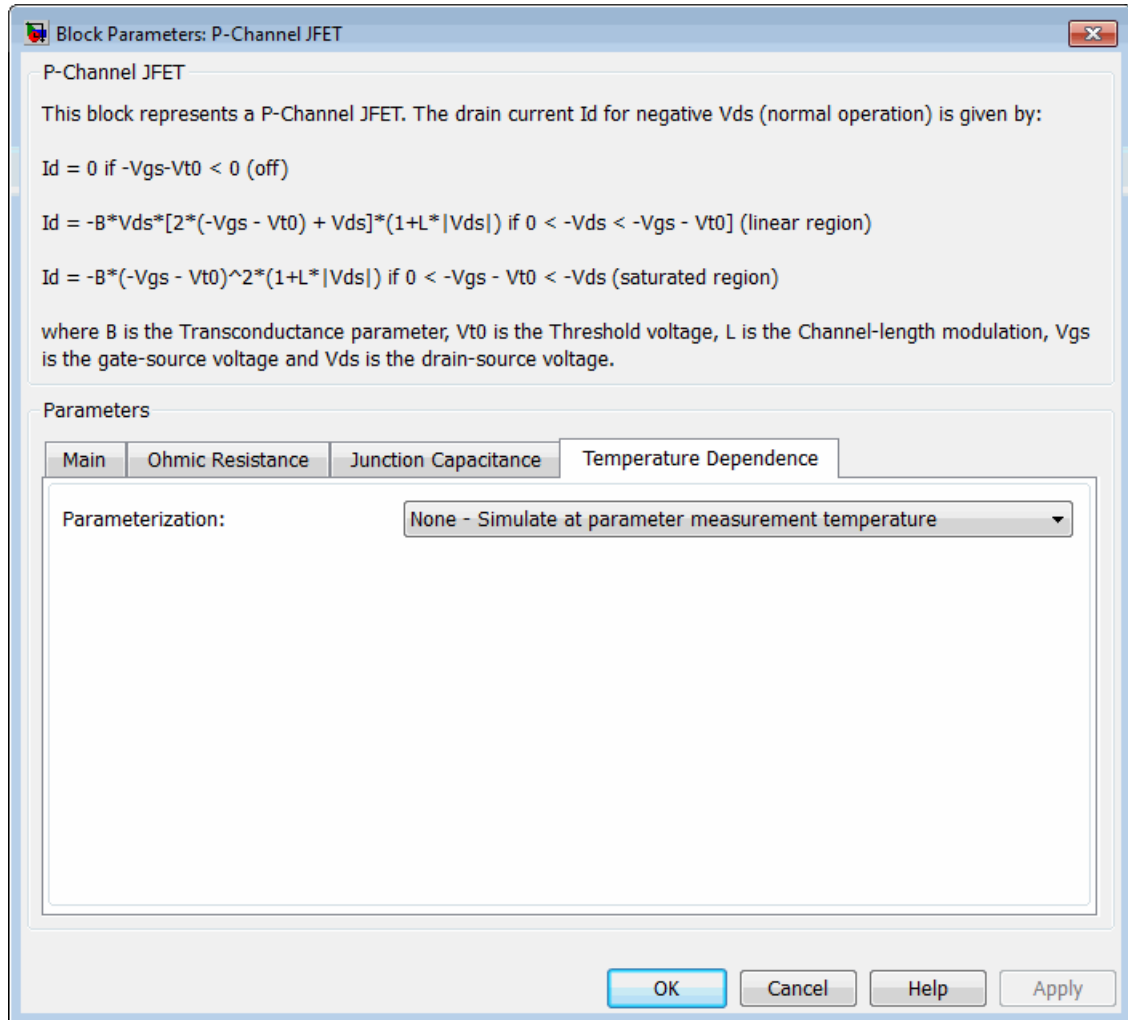 Block Parameters: P-Channel JFET
P-Channel JFET
This block represents a P-Channel JFET. The drain current Id for negative Vds (normal operation) is given by:
Id = 0 if -Vgs-Vt0 < 0 (off)
Id = -B*Vds*[2*(-Vgs - Vt0) + Vds]*(1+L*|Vds|) if 0 < -Vds < -Vgs - Vt0] (linear region)
Id = -B*(-Vgs - Vt0)^2*(1+L*|Vds|) if 0 < -Vgs - Vt0 < -Vds (saturated region)
where B is the Transconductance parameter, Vt0 is the Threshold voltage, L is the Channel-length modulation, Vgs
is the gate-source voltage and Vds is the drain-source voltage.
Parameters
Main Ohmic Resistance Junction Capacitance Temperature Dependence
Parameterization: None - Simulate at parameter measurement temperature
OK Cancel Help Apply